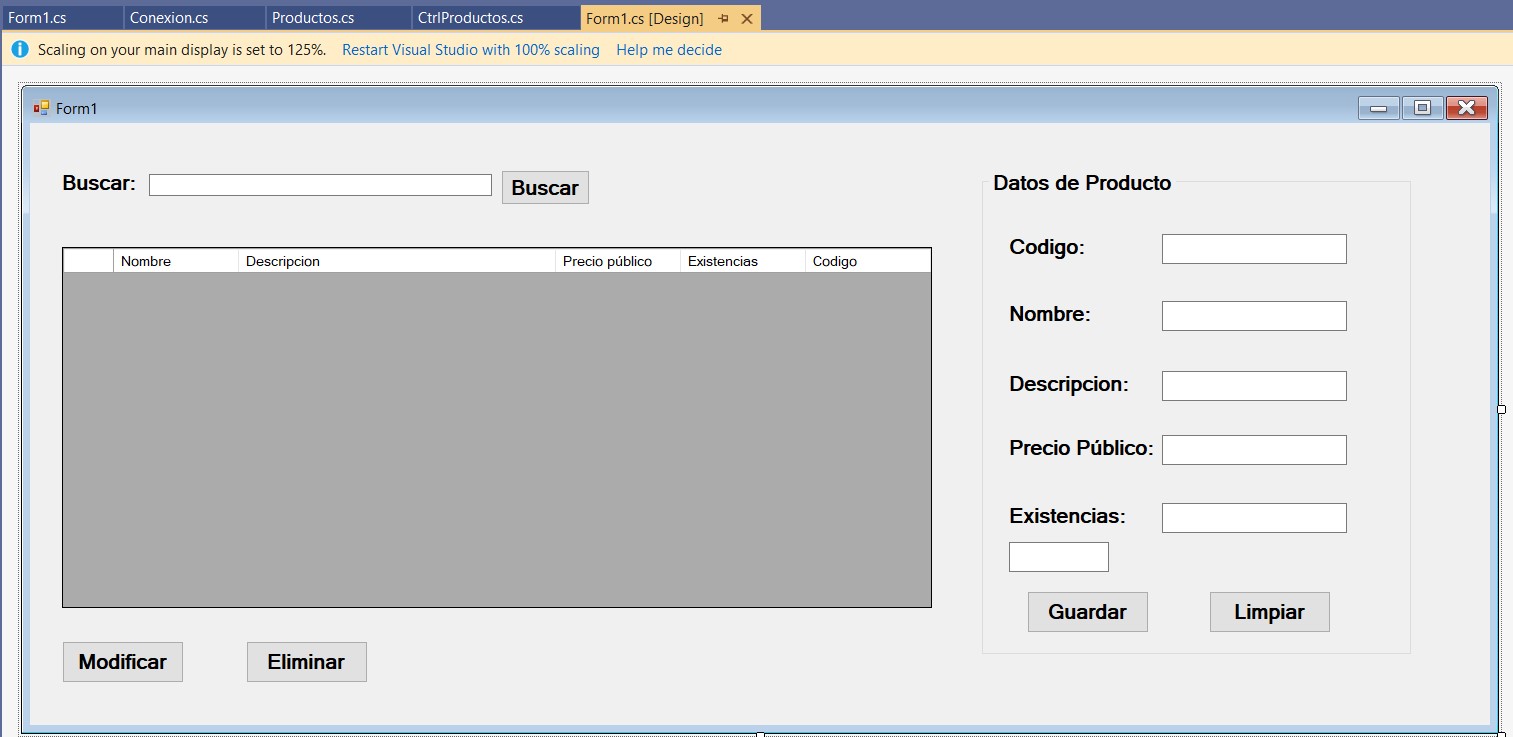 Form1.cs Conexion.cs Productos.cs CtrlProductos.cs Form1.cs [Design]
Scaling on your main display is set to 125%. Restart Visual Studio with 100% scaling Help me decide
Form1
Buscar: Buscar
Nombre Descripcion Precio público Existencias Codigo
Modificar Eliminar
Datos de Producto
Codigo:
Nombre:
Descripcion:
Precio Público:
Existencias:
Guardar Limpiar